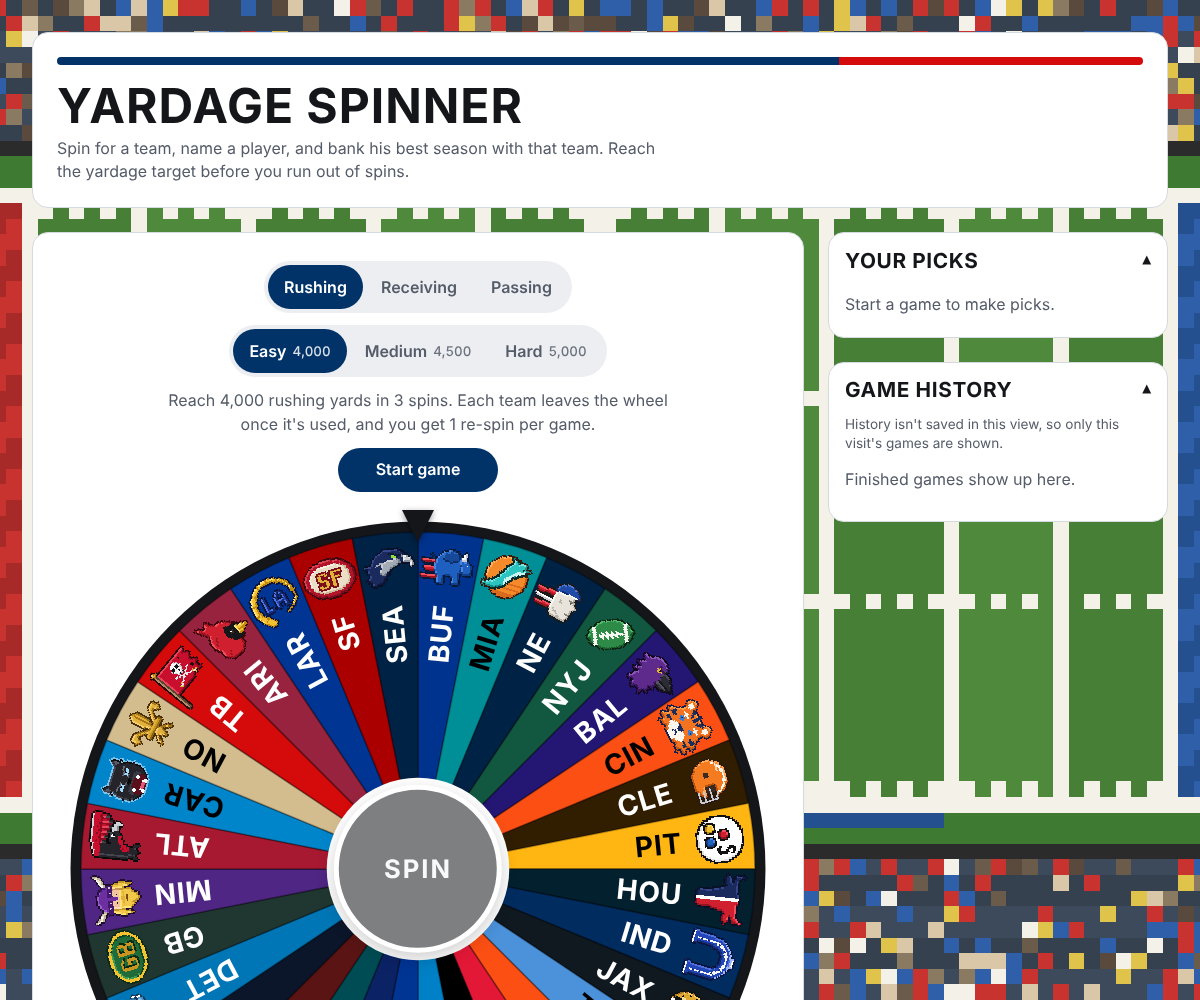 YARDAGE SPINNER
Spin for a team, name a player, and bank his best season with that team. Reach
the yardage target before you run out of spins.
Rushing Receiving Passing
Easy 4,000 Medium 4,500 Hard 5,000
Reach 4,000 rushing yards in 3 spins. Each team leaves the wheel
once it's used, and you get 1 re-spin per game.
Start game
SEA
BUF
MIA
NE
NYJ
BAL
CIN
CLE
PIT
HOU
IND
JAX
DET
GB
GB
MIN
ATL
CAR
NO
TB
ARI
LAR
LA
SF
SF
SPIN
YOUR PICKS ▲
Start a game to make picks.
GAME HISTORY ▲
History isn't saved in this view, so only this
visit's games are shown.
Finished games show up here.